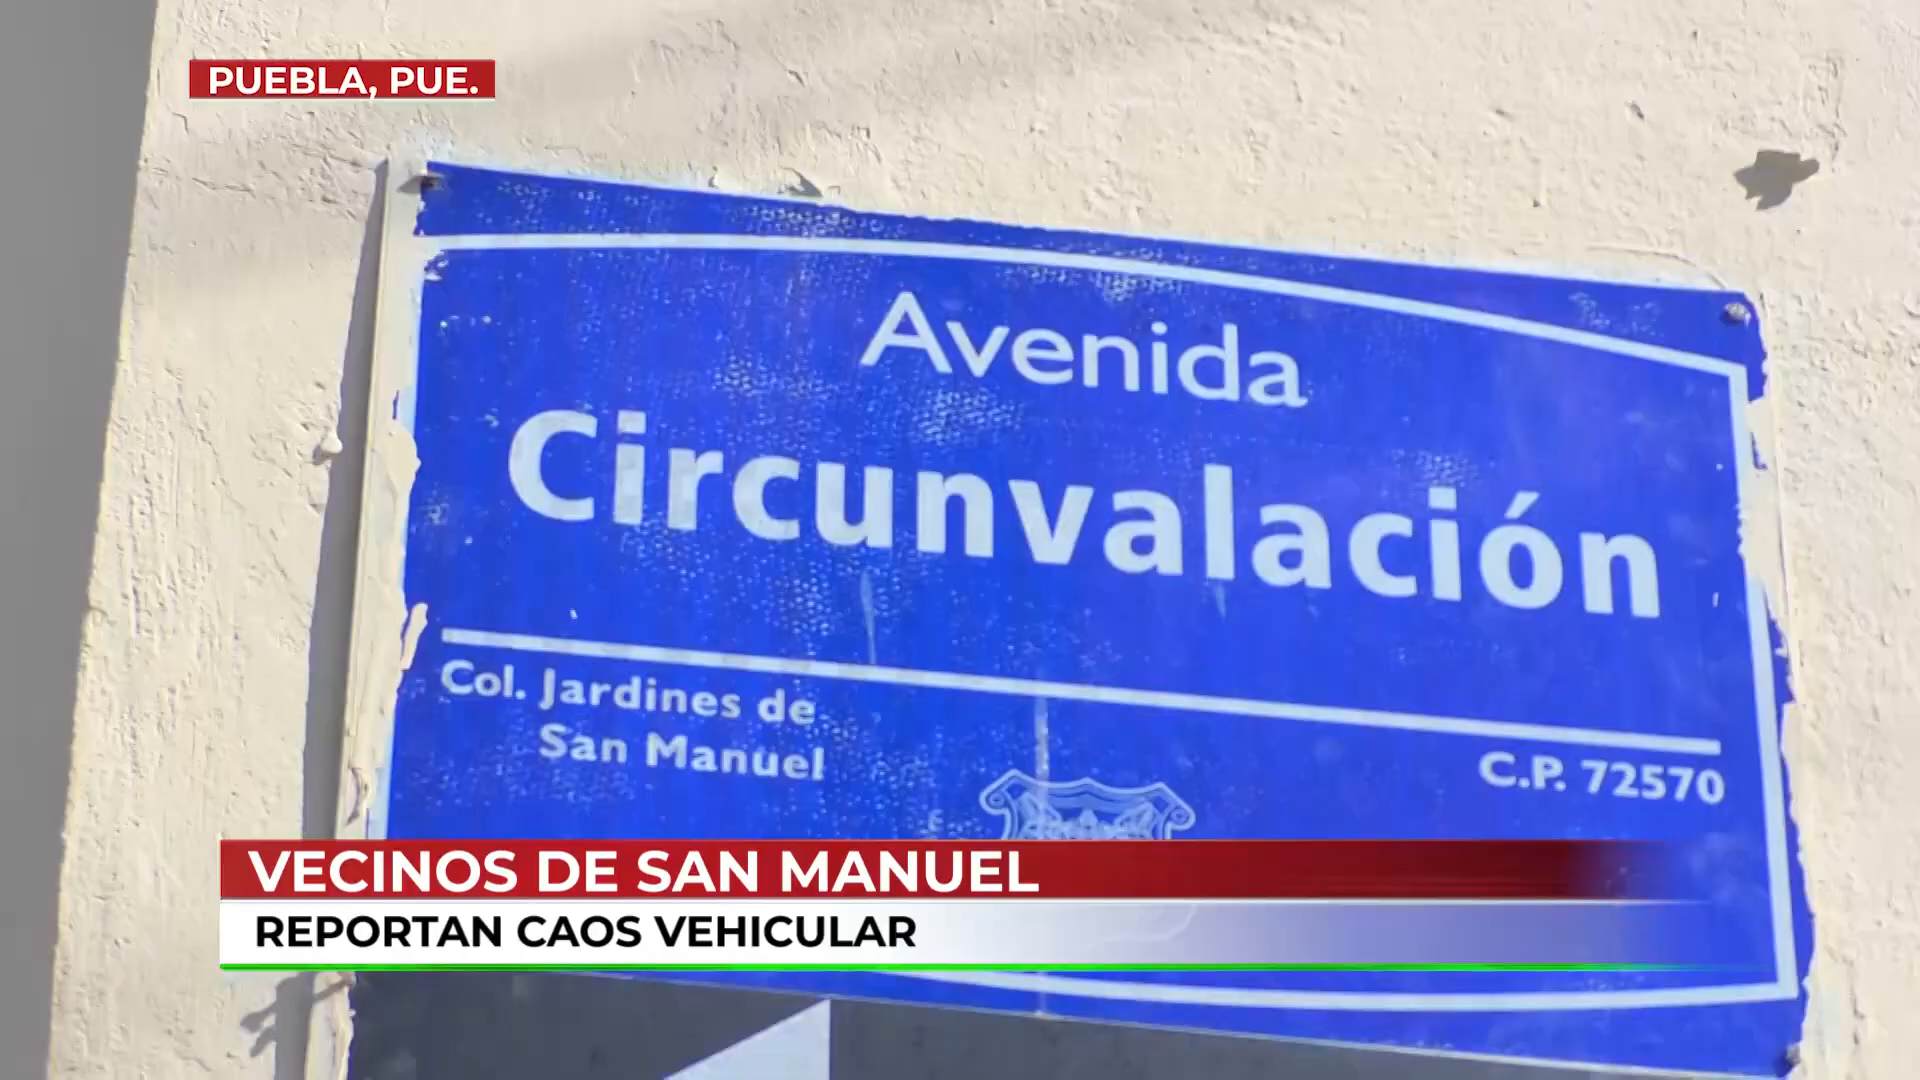 PUEBLA, PUE.
Avenida
Circunvalación
Col. Jardines de
San Manuel
C.P. 72570
VECINOS DE SAN MANUEL
REPORTAN CAOS VEHICULAR